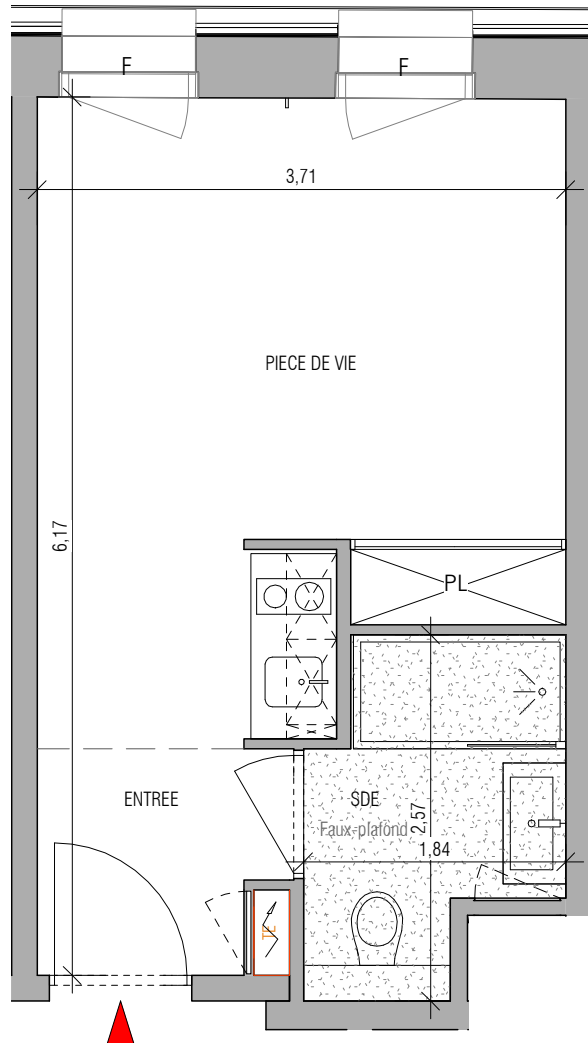 F
F
3,71
PIECE DE VIE
6,17
PL
ENTREE
SDE
Faux-plafond
2,57
1.84
TE